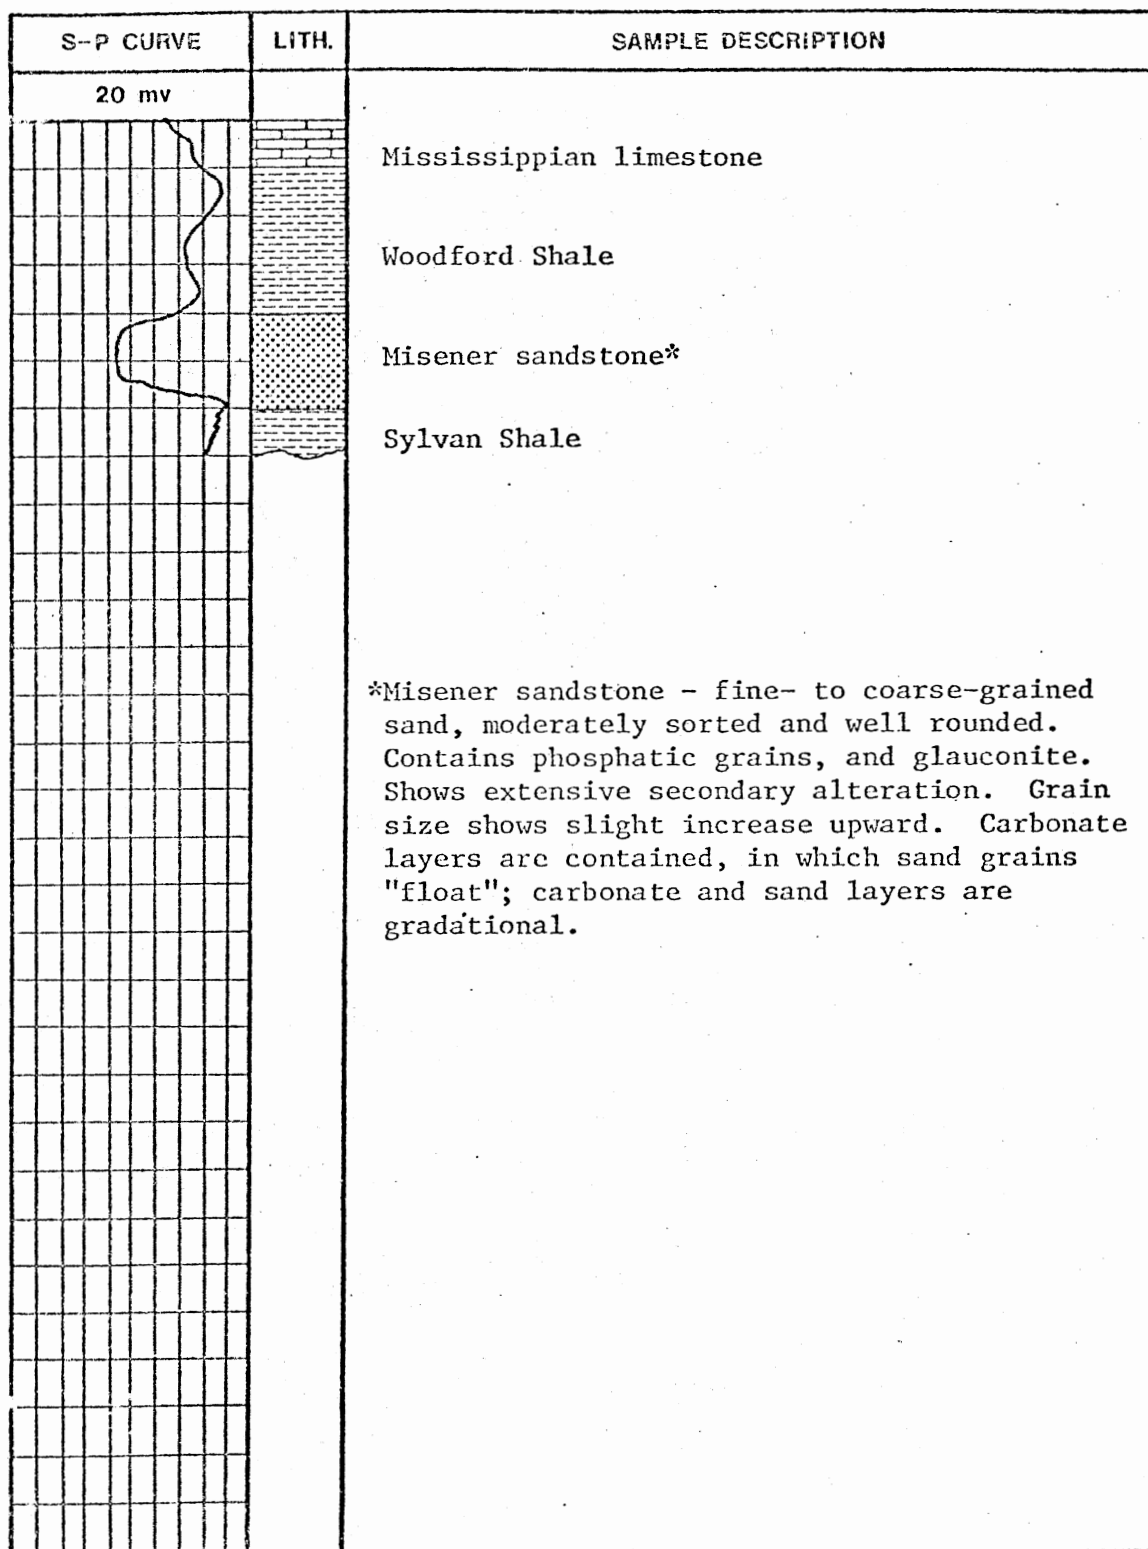 S-P CURVE
LITH.
SAMPLE DESCRIPTION
20 mv
Mississippian limestone
Woodford Shale
Misener sandstone*
Sylvan Shale
*Misener sandstone - fine- to coarse-grained
sand, moderately sorted and well rounded.
Contains phosphatic grains, and glauconite.
Shows extensive secondary alteration. Grain
size shows slight increase upward. Carbonate
layers are contained, in which sand grains
"float"; carbonate and sand layers are
gradational.